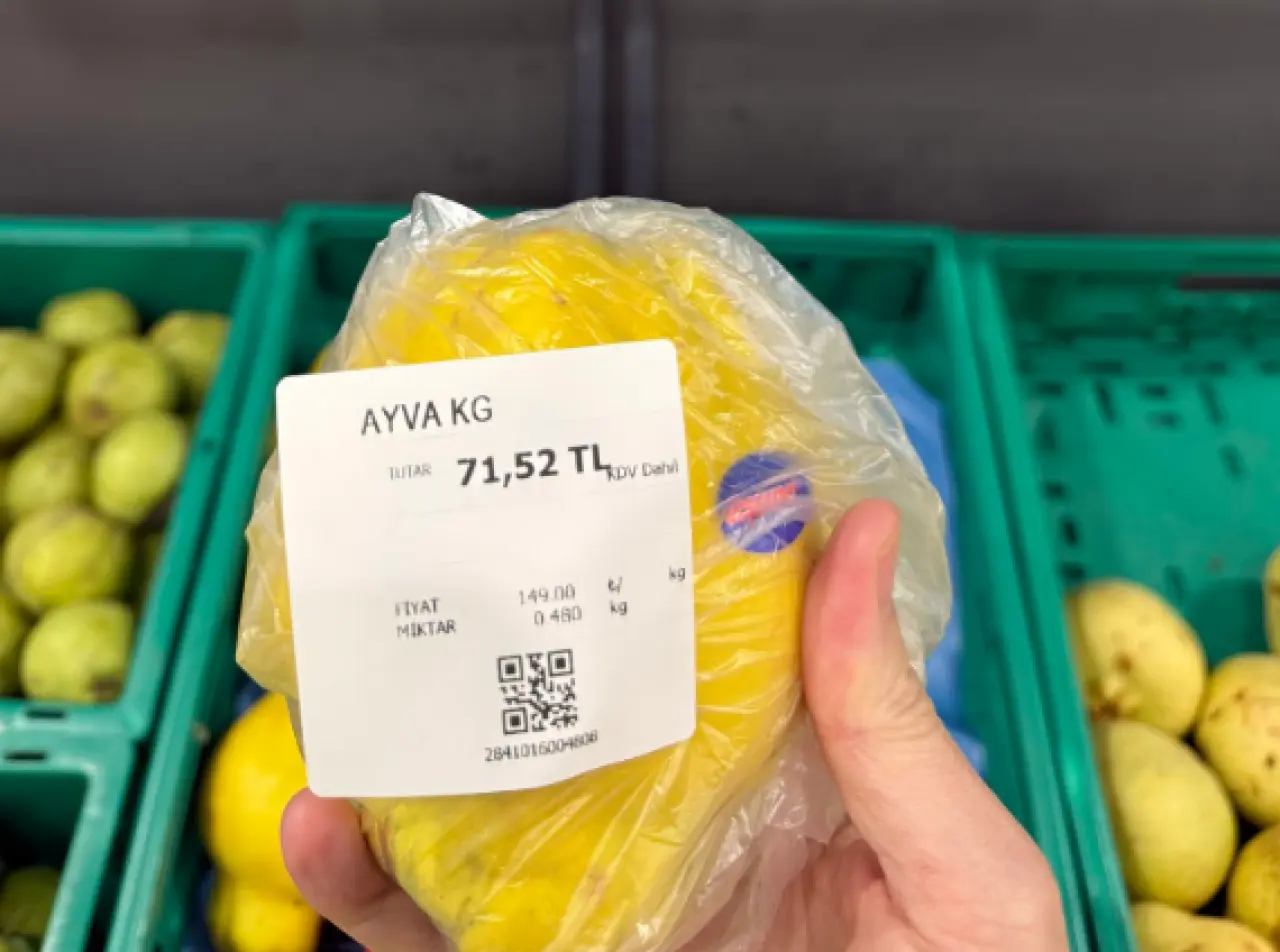 AYVA KG
TUTAR 71,52 TL KDV Dahil
FİYAT 149.00 ₺/ kg
MİKTAR 0.480 kg
2841016004808